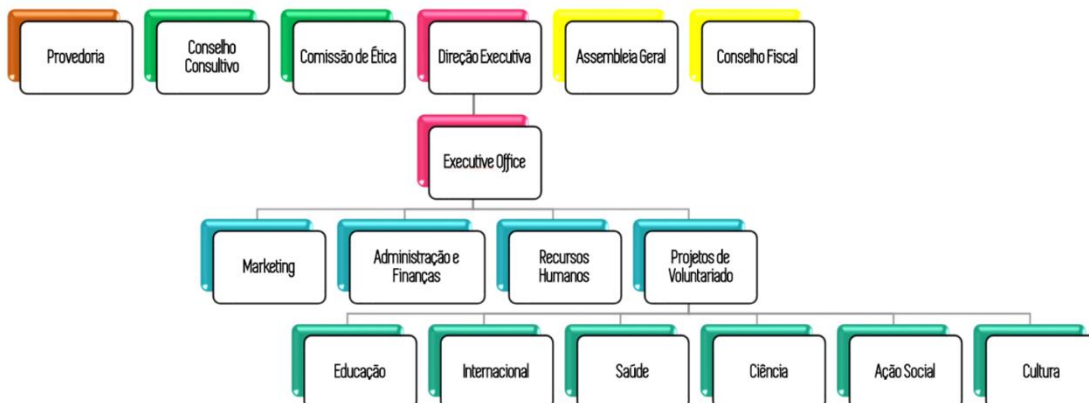 Provedoria
Conselho
Consultivo
Comissão de Ética
Direção Executiva
Assembleia Geral
Conselho Fiscal
Executive Office
Marketing
Administração e
Finanças
Recursos
Humanos
Projetos de
Voluntariado
Educação
Internacional
Saúde
Ciência
Ação Social
Cultura